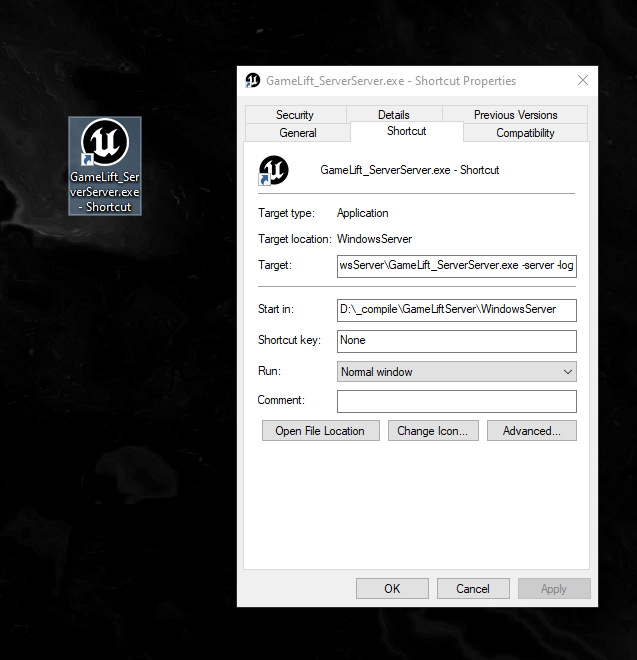 GameLift_Ser
verServer.exe
- Shortcut
GameLift_ServerServer.exe - Shortcut Properties
Security Details Previous Versions
General Shortcut Compatibility
GameLift_ServerServer.exe - Shortcut
Target type: Application
Target location: WindowsServer
Target: wsServer\GameLift_ServerServer.exe -server -log
Start in: D:\_compile\GameLiftServer\WindowsServer
Shortcut key: None
Run: Normal window
Comment:
Open File Location Change Icon... Advanced...
OK Cancel Apply